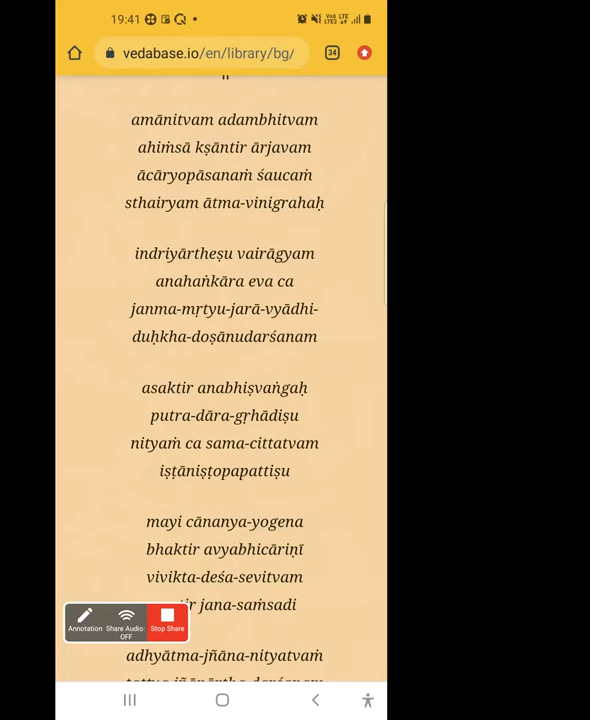 19:41
LTE
vedabase.io/en/library/bg/
34
॥
amānitvam adambhitvam
ahiṁsā kṣāntir ārjavam
ācāryopāsanaṁ śaucaṁ
sthairyam ātma-vinigrahaḥ
indriyārtheṣu vairāgyam
anahaṅkāra eva ca
janma-mṛtyu-jarā-vyādhi-
duḥkha-doṣānudarśanam
asaktir anabhiṣvaṅgaḥ
putra-dāra-gṛhādiṣu
nityaṁ ca sama-cittatvam
iṣṭāniṣṭopapattiṣu
mayi cānanya-yogena
bhaktir avyabhicāriṇī
vivikta-deśa-sevitvam
jana-saṁsadi
Annotation
Share Audio: OFF
Stop Share
adhyātma-jñāna-nityatvaṁ